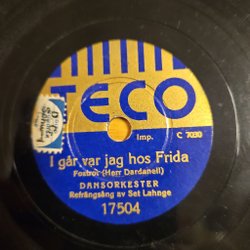 TECO
Imp.
C 7030
I går var jag hos Frida
Foxtrot (Herr Dardanell)
DANSORKESTER
Refrängsång av Set Lahnge
17504